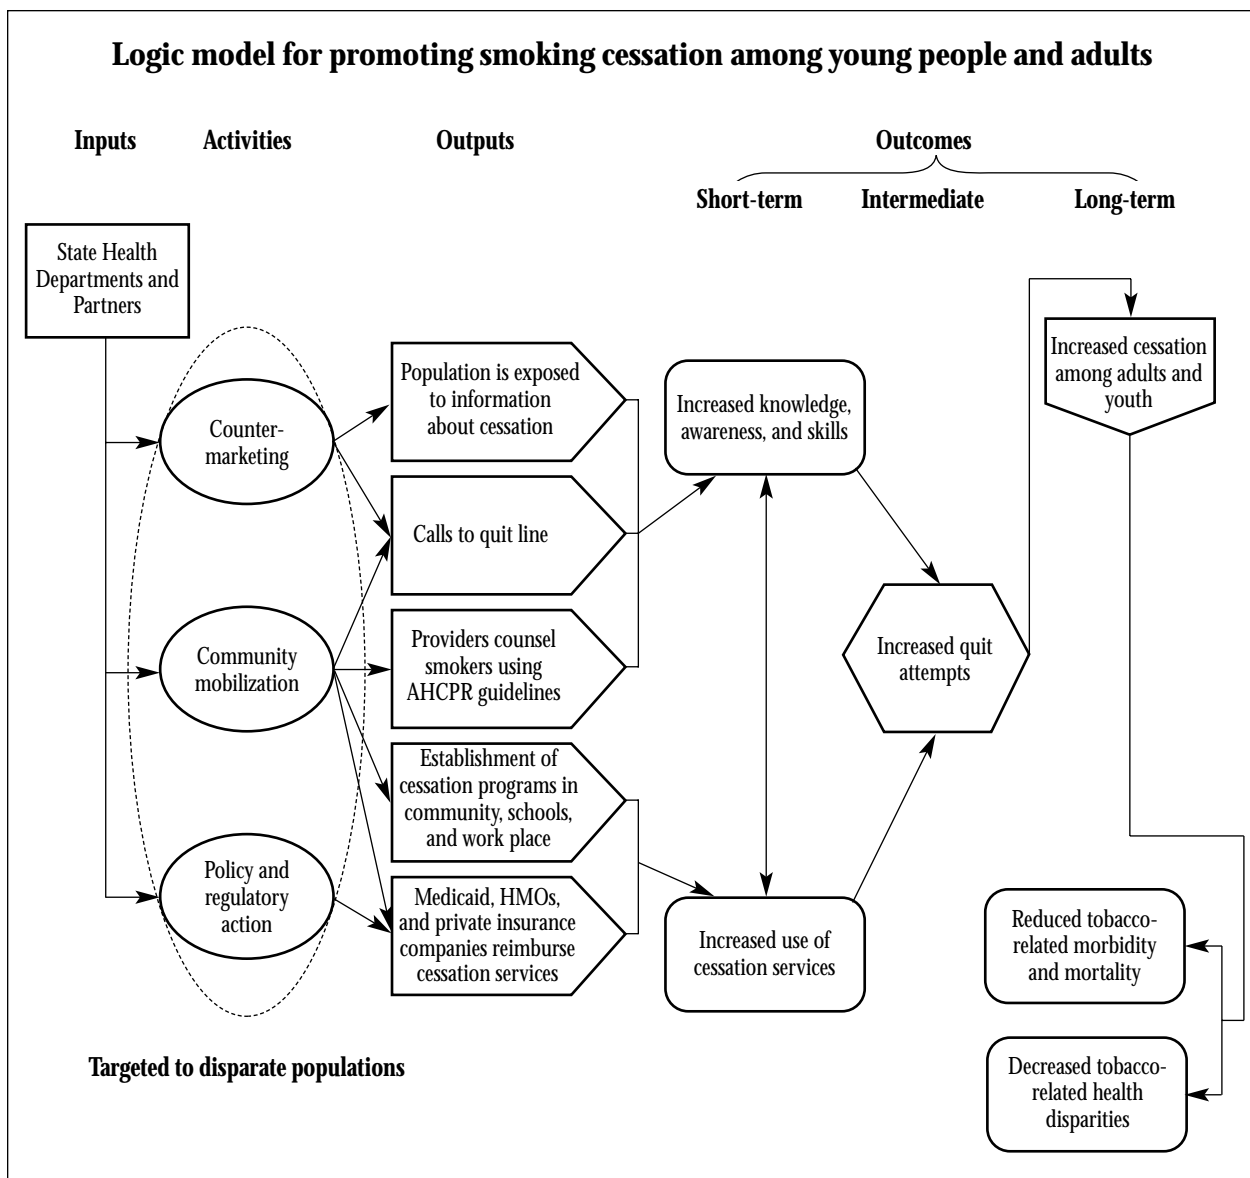 Logic model for promoting smoking cessation among young people and adults
Inputs
Activities
Outputs
Outcomes
Short-term
Intermediate
Long-term
State Health
Departments and
Partners
Counter-
marketing
Community
mobilization
Policy and
regulatory
action
Population is exposed
to information
about cessation
Calls to quit line
Providers counsel
smokers using
AHCPR guidelines
Establishment of
cessation programs in
community, schools,
and work place
Medicaid, HMOs,
and private insurance
companies reimburse
cessation services
Increased knowledge,
awareness, and skills
Increased use of
cessation services
Increased quit
attempts
Increased cessation
among adults and
youth
Reduced tobacco-
related morbidity
and mortality
Decreased tobacco-
related health
disparities
Targeted to disparate populations